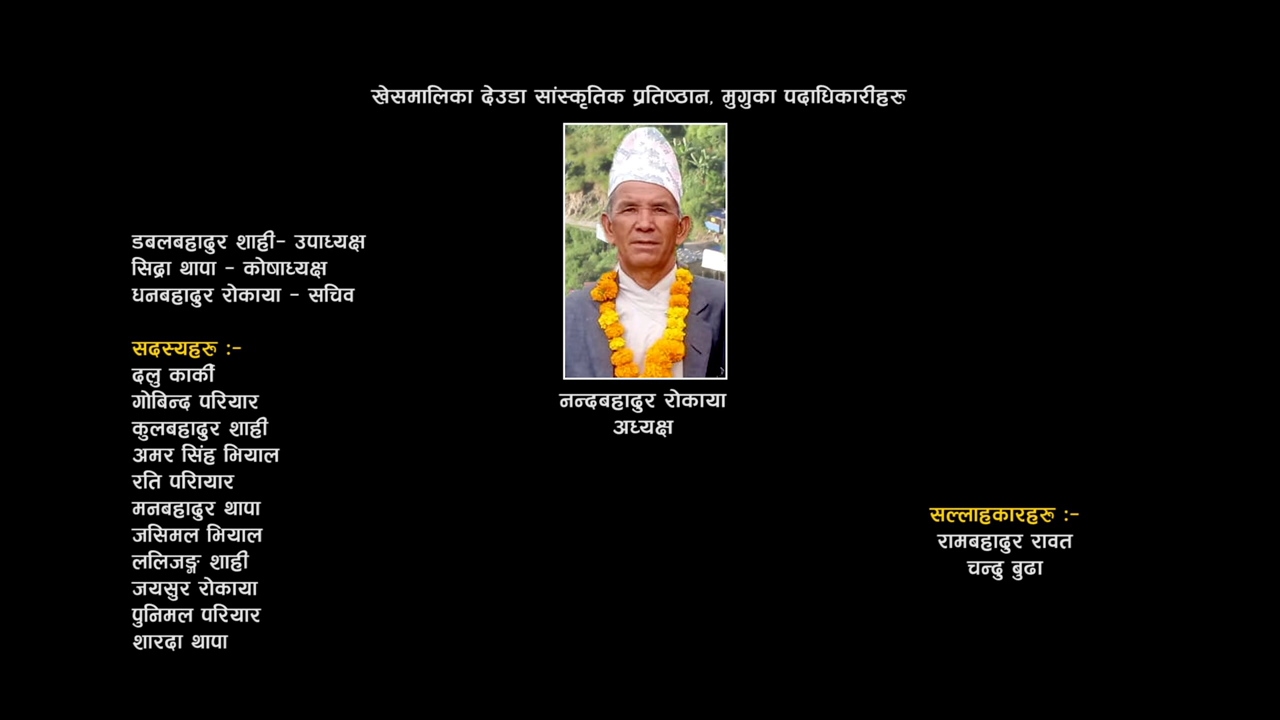 खेसमालिका देउडा सांस्कृतिक प्रतिष्ठान, मुगुका पदाधिकारीहरू
डबलबहादुर शाही- उपाध्यक्ष
सिद्रा थापा - कोषाध्यक्ष
धनबहादुर रोकाया - सचिव
सदस्यहरू :-
दलु कार्की
गोबिन्द परियार
कुलबहादुर शाही
अमर सिंह भियाल
रति परिायार
मनबहादुर थापा
जसिमल भियाल
ललिजङ्ग शाही
जयसुर रोकाया
पुनिमल परियार
शारदा थापा
नन्दबहादुर रोकाया
अध्यक्ष
सल्लाहकारहरू :-
रामबहादुर रावत
चन्दु बुढा